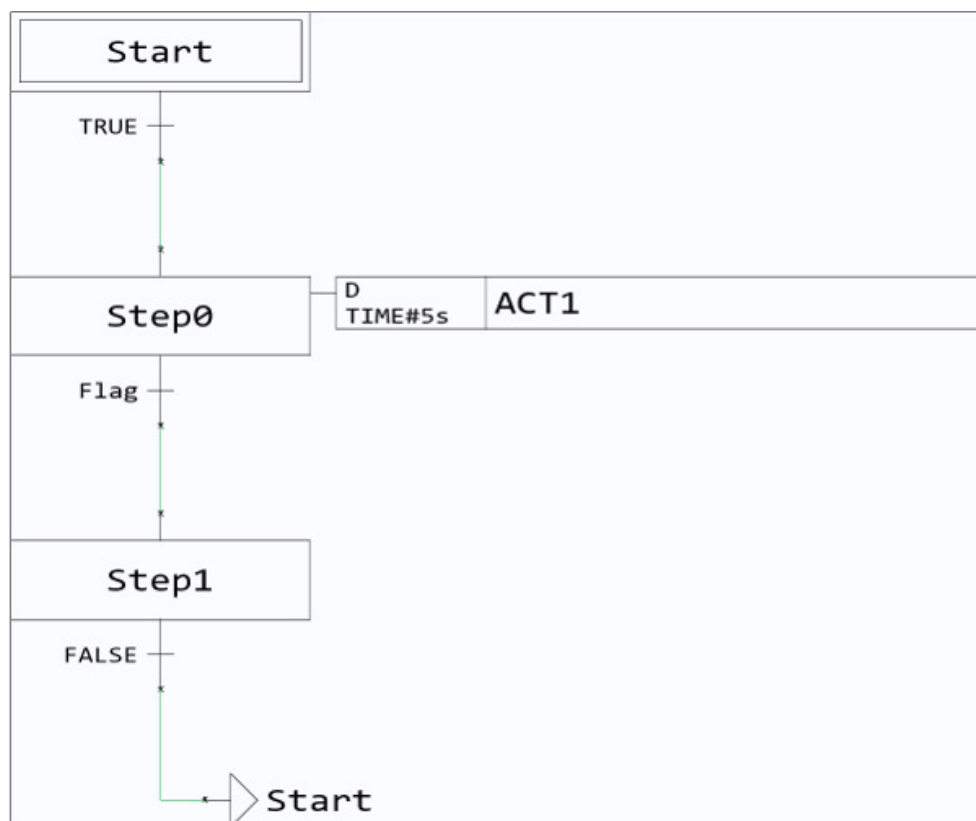 Start
TRUE
Step0
D
TIME#5s
ACT1
Flag
Step1
FALSE
Start